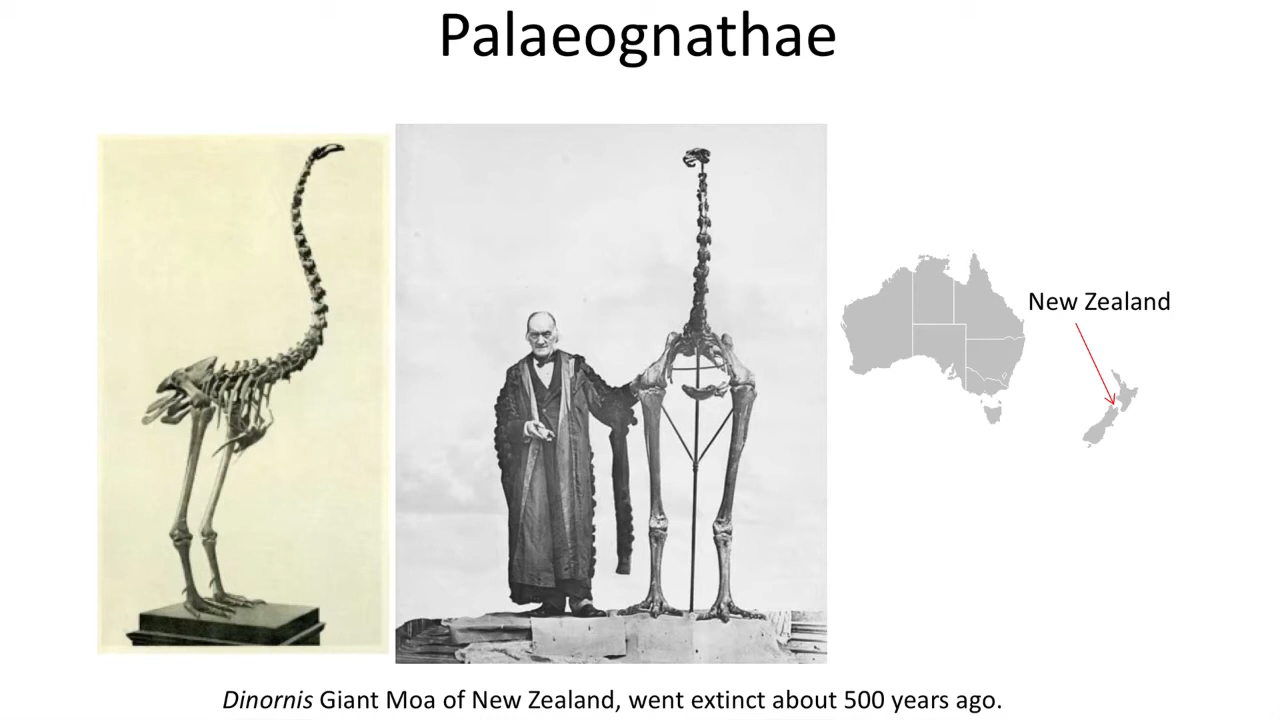 Palaeognathae
New Zealand
Dinornis Giant Moa of New Zealand, went extinct about 500 years ago.